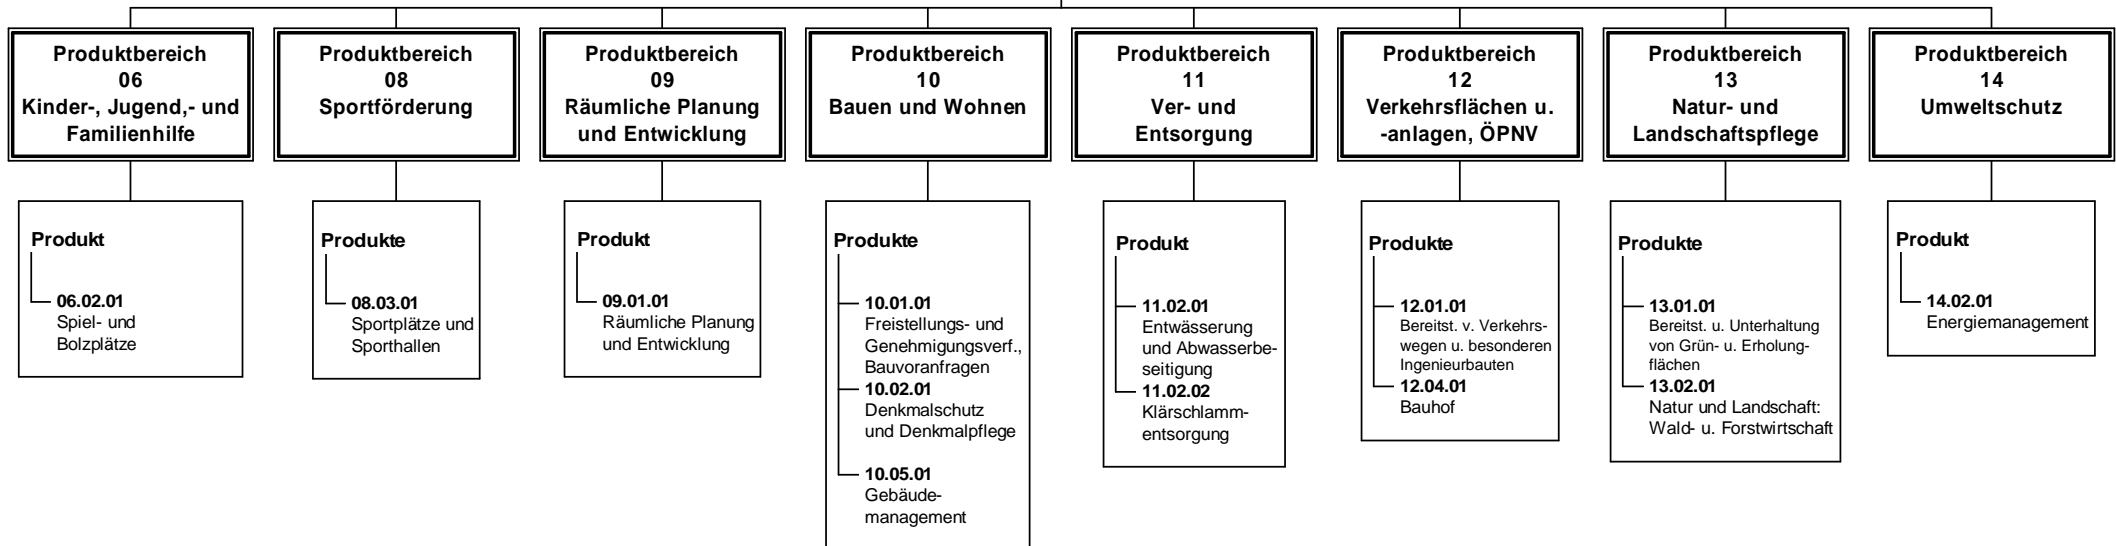 Produktbereich
06
Kinder-, Jugend,- und
Familienhilfe
Produktbereich
08
Sportförderung
Produktbereich
09
Räumliche Planung
und Entwicklung
Produktbereich
10
Bauen und Wohnen
Produktbereich
11
Ver- und
Entsorgung
Produktbereich
12
Verkehrsflächen u.
-anlagen, ÖPNV
Produktbereich
13
Natur- und
Landschaftspflege
Produktbereich
14
Umweltschutz
Produkt
06.02.01
Spiel- und
Bolzplätze
Produkte
08.03.01
Sportplätze und
Sporthallen
Produkt
09.01.01
Räumliche Planung
und Entwicklung
Produkte
10.01.01
Freistellungs- und
Genehmigungsverf.,
Bauvoranfragen
10.02.01
Denkmalschutz
und Denkmalpflege
10.05.01
Gebäude-
management
Produkt
11.02.01
Entwässerung
und Abwasserbe-
seitigung
11.02.02
Klärschlamm-
entsorgung
Produkte
12.01.01
Bereitst. v. Verkehrs-
wegen u. besonderen
Ingenieurbauten
12.04.01
Bauhof
Produkte
13.01.01
Bereitst. u. Unterhaltung
von Grün- u. Erholung-
flächen
13.02.01
Natur und Landschaft:
Wald- u. Forstwirtschaft
Produkt
14.02.01
Energiemanagement